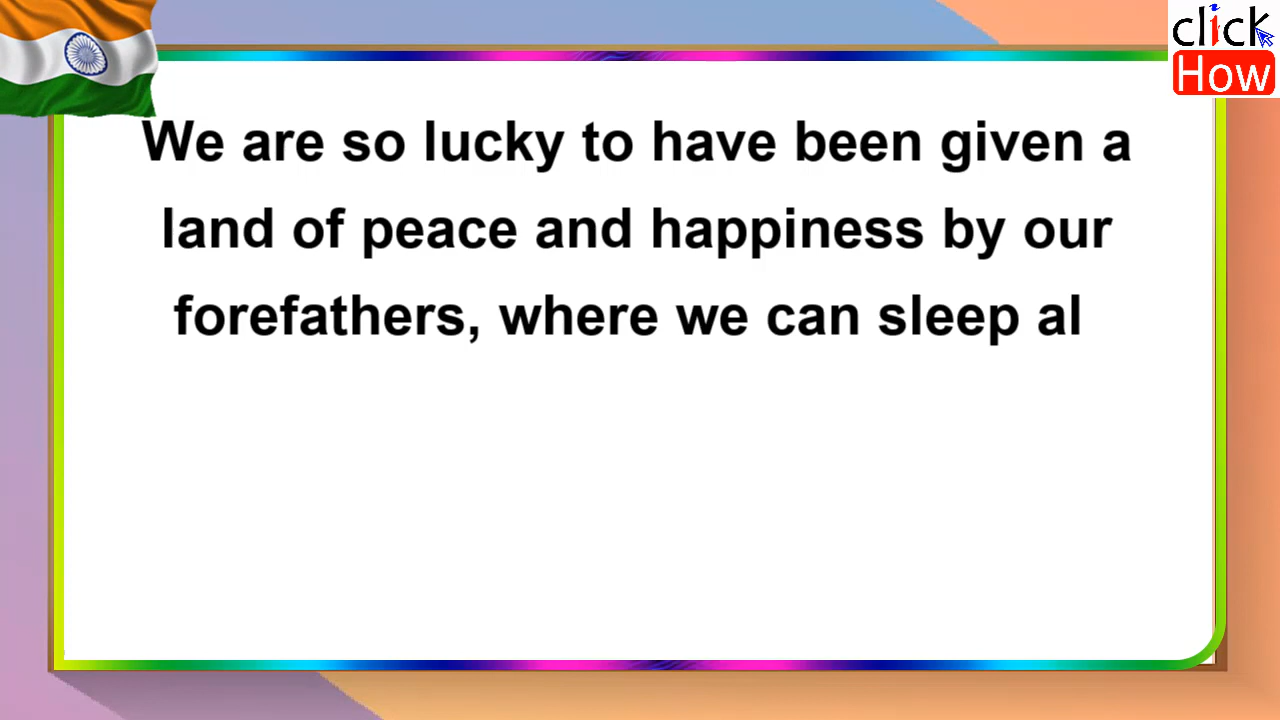 click
How
We are so lucky to have been given a
land of peace and happiness by our
forefathers, where we can sleep al